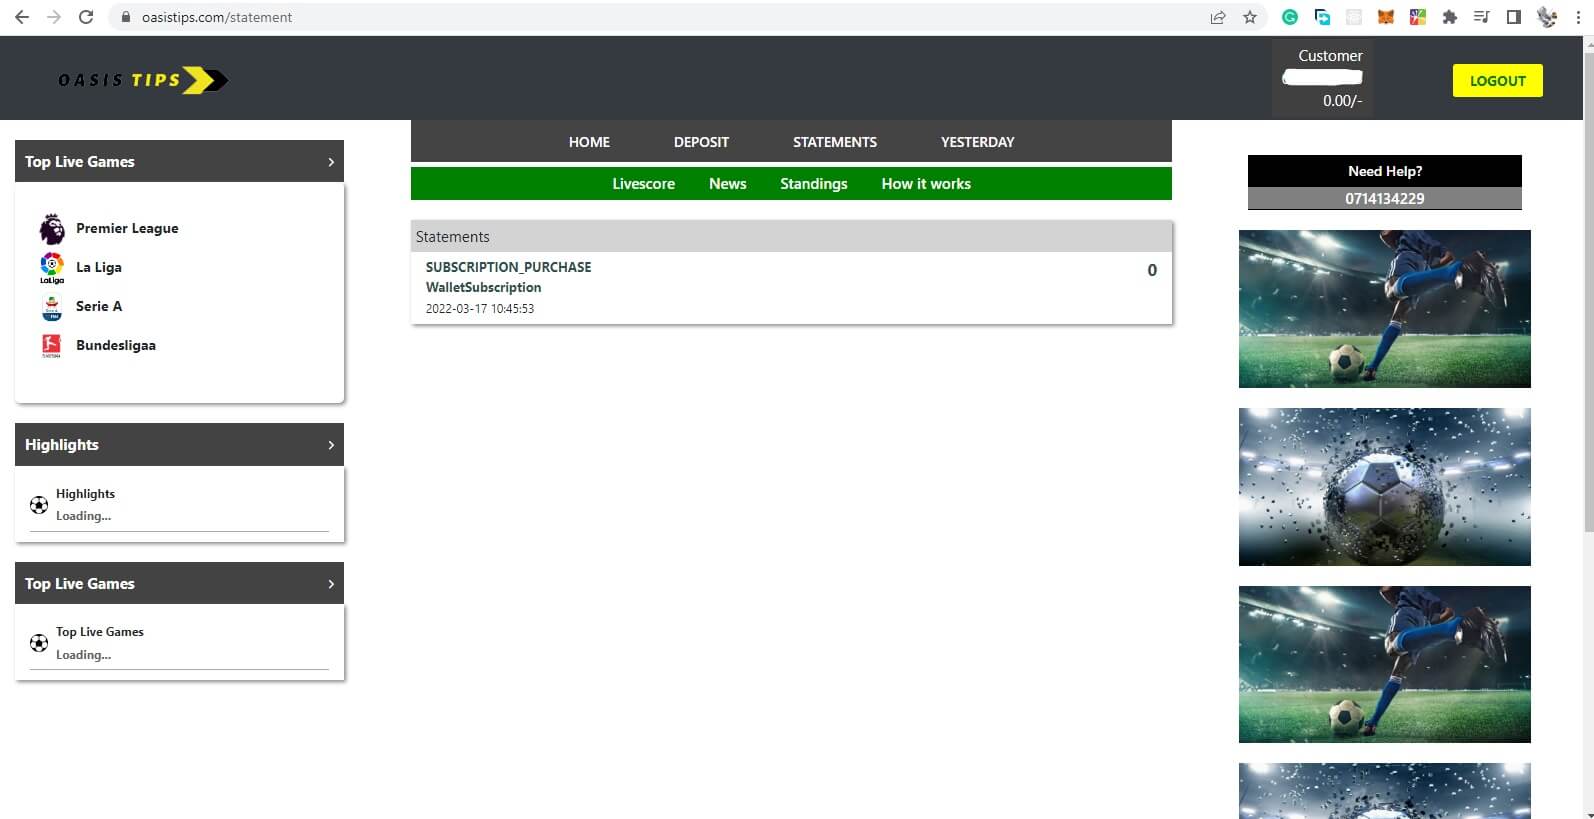 oasistips.com/statement
OASIS TIPS
Customer
0.00/-
LOGOUT
HOME DEPOSIT STATEMENTS YESTERDAY
Livescore News Standings How it works
Top Live Games
Premier League
La Liga
LaLiga
Serie A
Bundesligaa
Highlights
Highlights
Loading...
Top Live Games
Top Live Games
Loading...
Statements
SUBSCRIPTION_PURCHASE 0
WalletSubscription
2022-03-17 10:45:53
Need Help?
0714134229